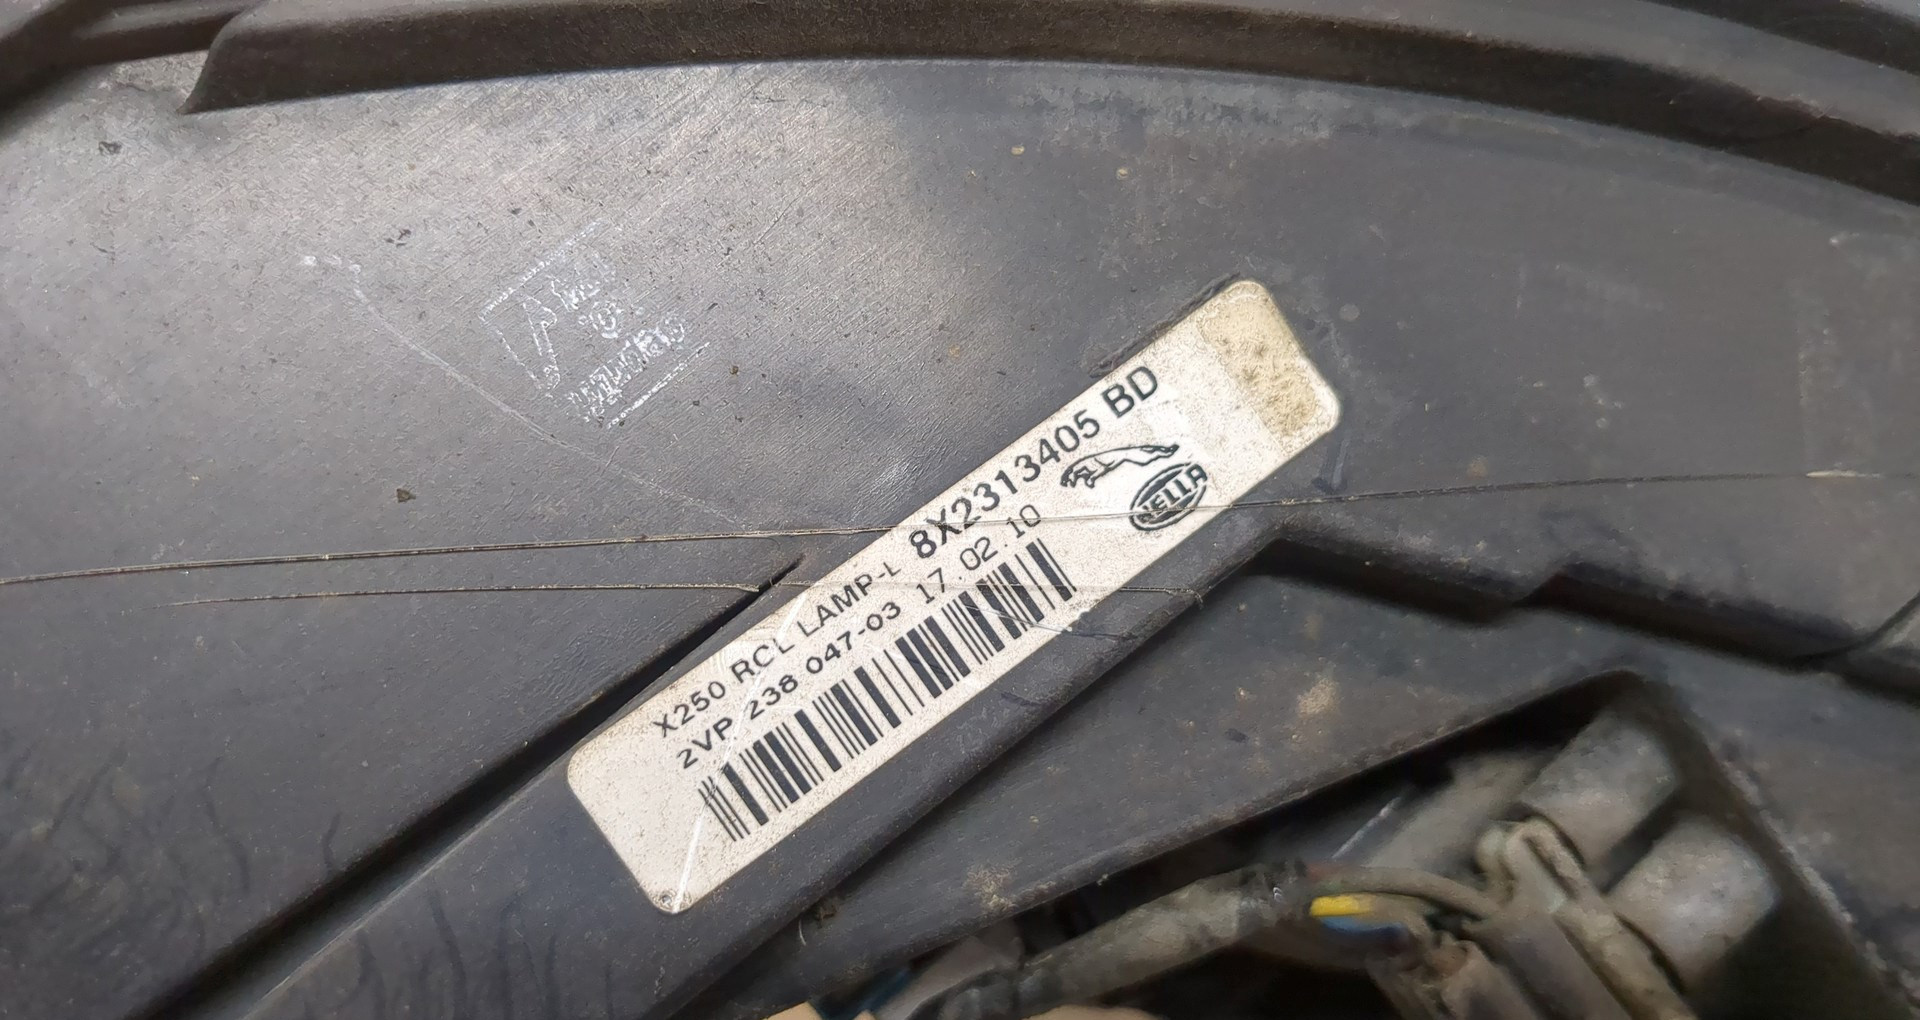 X250 RCL LAMP-L 8X2313405 BD
2VP 238 047-03 17.02.10
HELLA